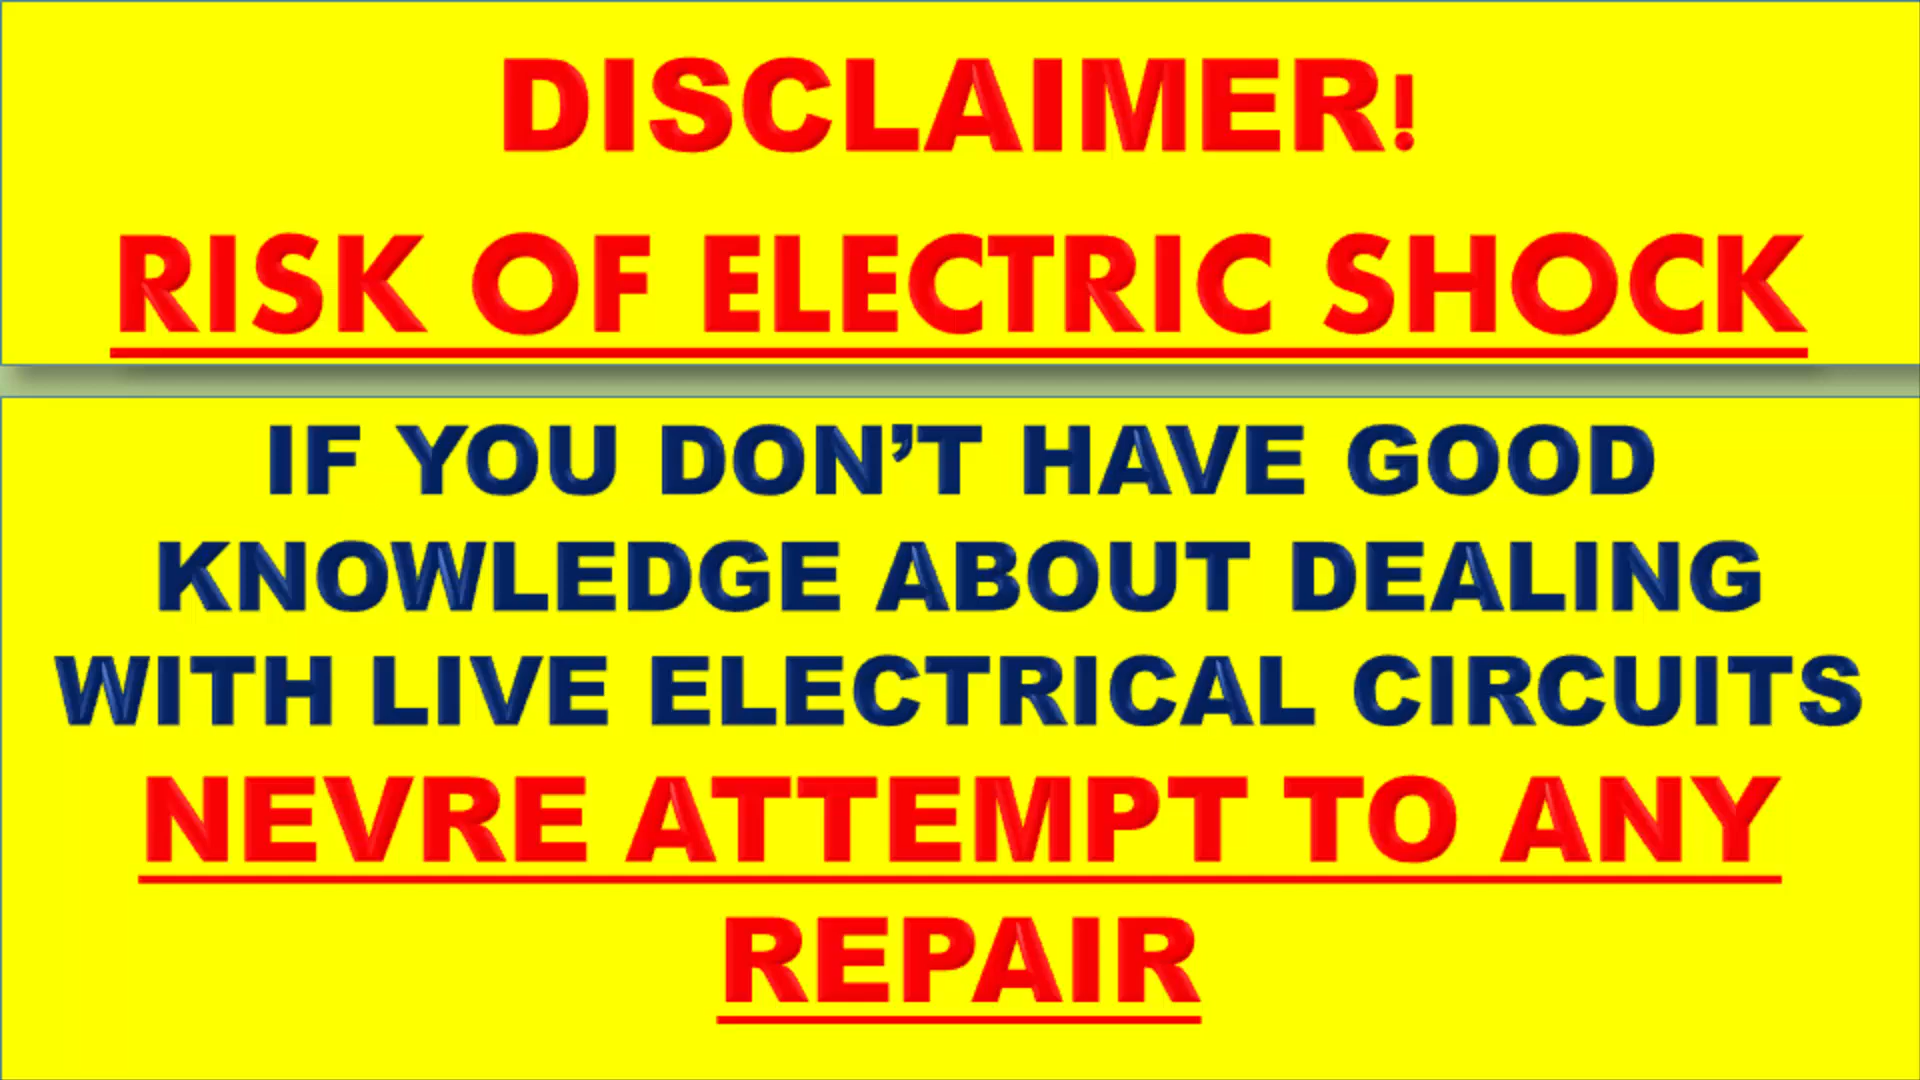 DISCLAIMER!
RISK OF ELECTRIC SHOCK
IF YOU DON’T HAVE GOOD
KNOWLEDGE ABOUT DEALING
WITH LIVE ELECTRICAL CIRCUITS
NEVRE ATTEMPT TO ANY
REPAIR